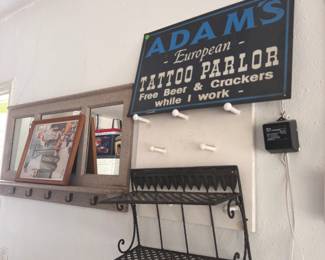 ADAM'S
- European -
TATTOO PARLOR
Free Beer & Crackers
while I work -